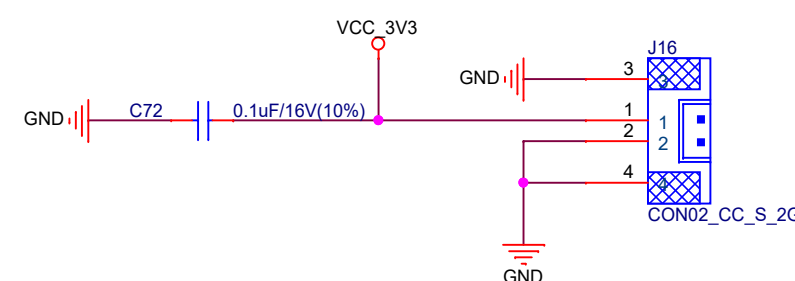 VCC_3V3
J16
GND
3
3
GND
C72
0.1uF/16V(10%)
1
1
2
2
4
4
CON02_CC_S_2G
GND